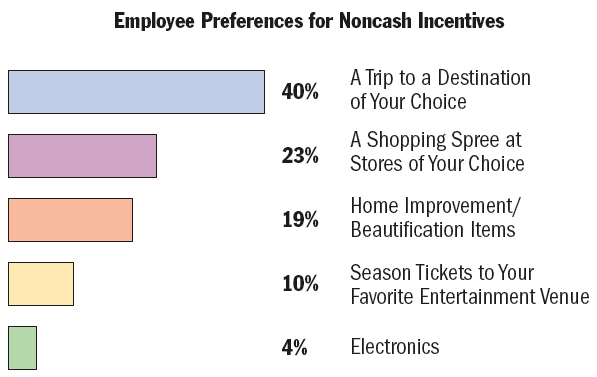 Employee Preferences for Noncash Incentives
40%
A Trip to a Destination
of Your Choice
23%
A Shopping Spree at
Stores of Your Choice
19%
Home Improvement/
Beautification Items
10%
Season Tickets to Your
Favorite Entertainment Venue
4%
Electronics